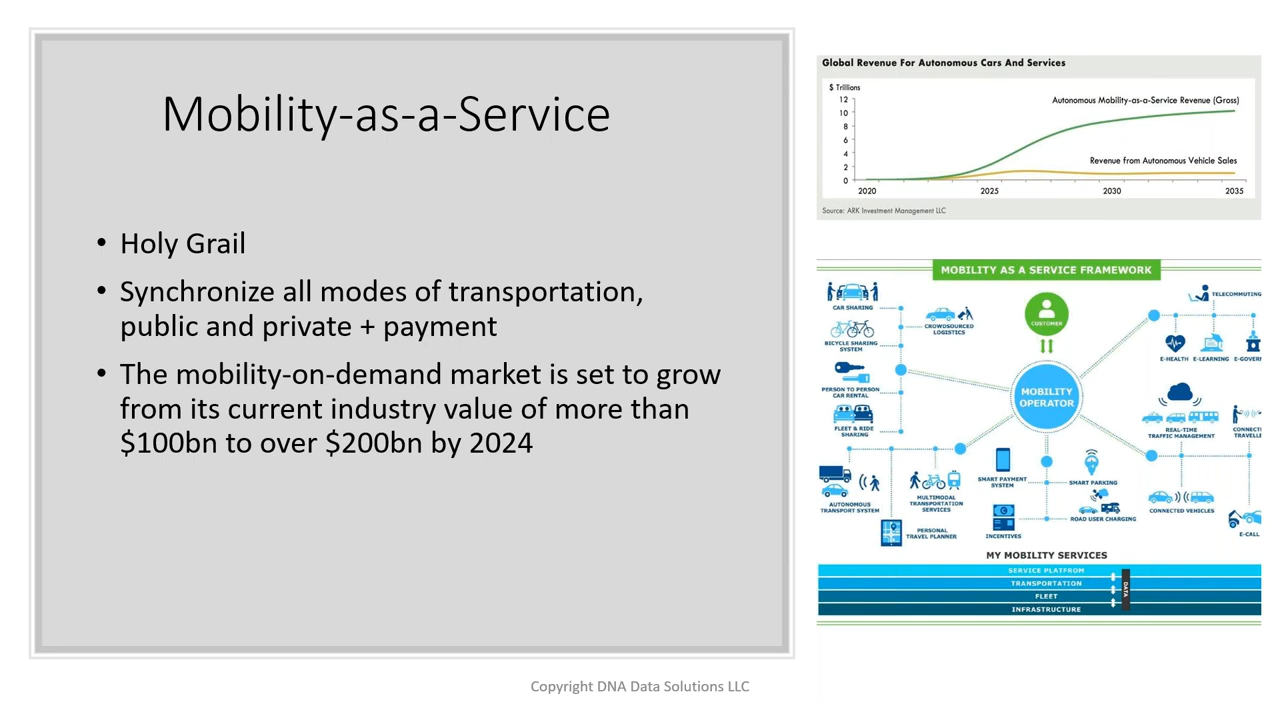 Mobility-as-a-Service
• Holy Grail
• Synchronize all modes of transportation,
public and private + payment
• The mobility-on-demand market is set to grow
from its current industry value of more than
$100bn to over $200bn by 2024
Global Revenue For Autonomous Cars And Services
$ Trillions
12
10
8
6
4
2
0
Autonomous Mobility-as-a-Service Revenue (Gross)
Revenue from Autonomous Vehicle Sales
2020 2025 2030 2035
Source: ARK Investment Management LLC
MOBILITY AS A SERVICE FRAMEWORK
CAR SHARING
CROWDSOURCED
LOGISTICS
BICYCLE SHARING
SYSTEM
PERSON TO PERSON
CAR RENTAL
FLEET & RIDE
SHARING
CUSTOMER
MOBILITY
OPERATOR
TELECOMMUTING
E-HEALTH E-LEARNING E-GOVER
REAL-TIME
TRAFFIC MANAGEMENT
CONNECT
TRAVELLE
AUTONOMOUS
TRANSPORT SYSTEM
MULTIMODAL
TRANSPORTATION
SERVICES
PERSONAL
TRAVEL PLANNER
SMART PAYMENT
SYSTEM
SMART PARKING
INCENTIVES
ROAD USER CHARGING
CONNECTED VEHICLES
E-CALL
MY MOBILITY SERVICES
SERVICE PLATFROM
TRANSPORTATION
FLEET
INFRASTRUCTURE
DATA
Copyright DNA Data Solutions LLC